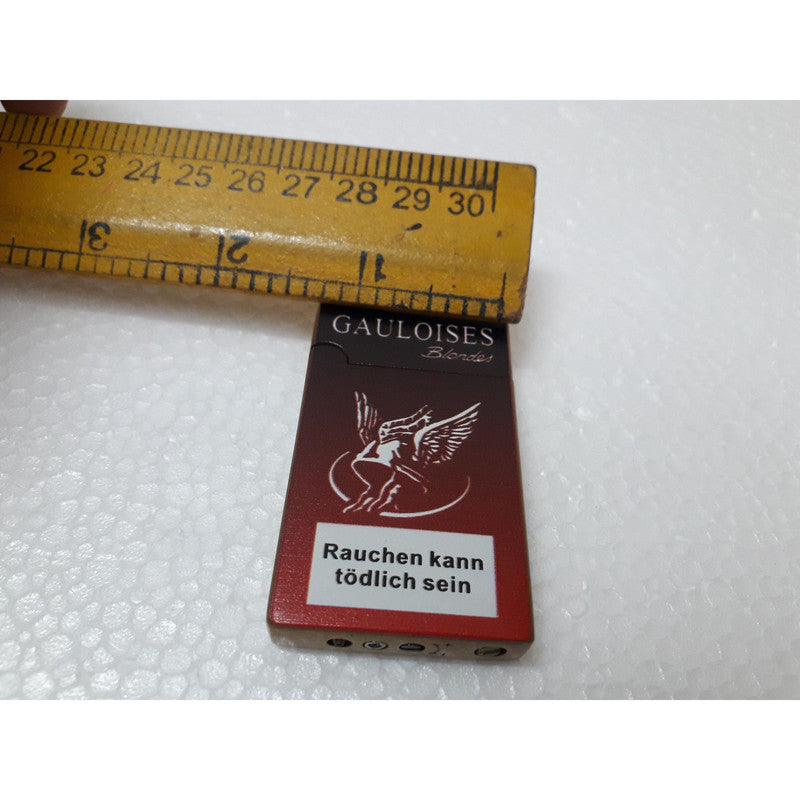 22 23 24 25 26 27 28 29 30
3 2 1
GAULOISES
Blondes
Rauchen kann
tödlich sein